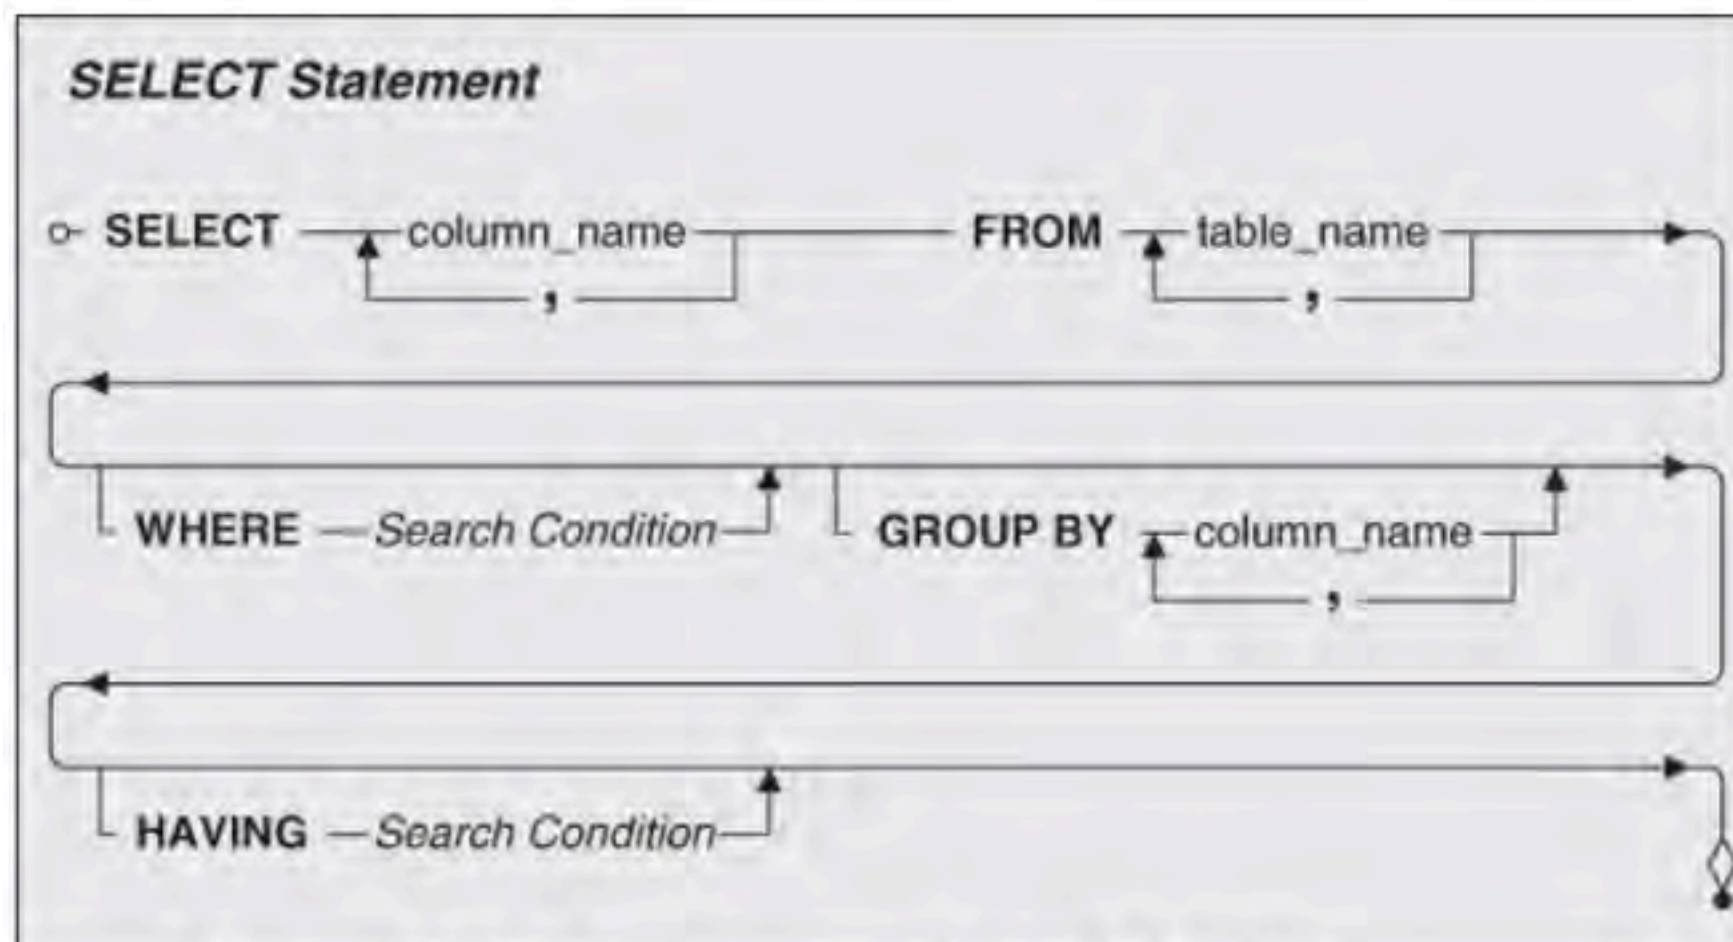 SELECT Statement
SELECT column_name FROM table_name
, ,
WHERE Search Condition GROUP BY column_name
,
HAVING Search Condition